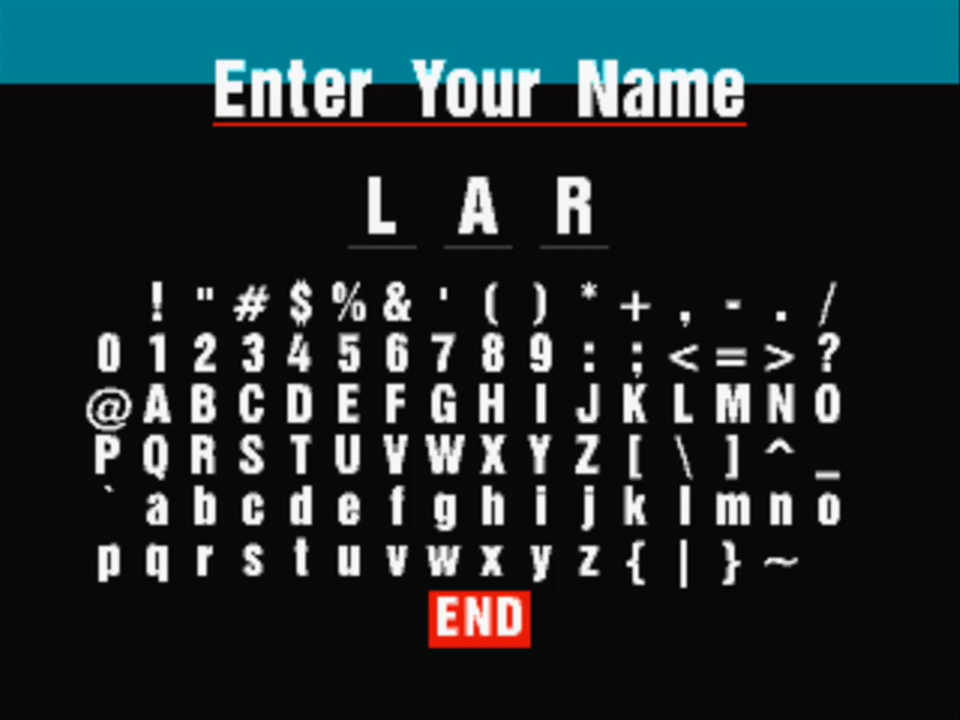 Enter Your Name
L A R
! " # $ % & ' ( ) * + , - . /
0 1 2 3 4 5 6 7 8 9 : ; < = > ?
@ A B C D E F G H I J K L M N O
P Q R S T U V W X Y Z [ \ ] ^ _
` a b c d e f g h i j k l m n o
p q r s t u v w x y z { | } ~
END